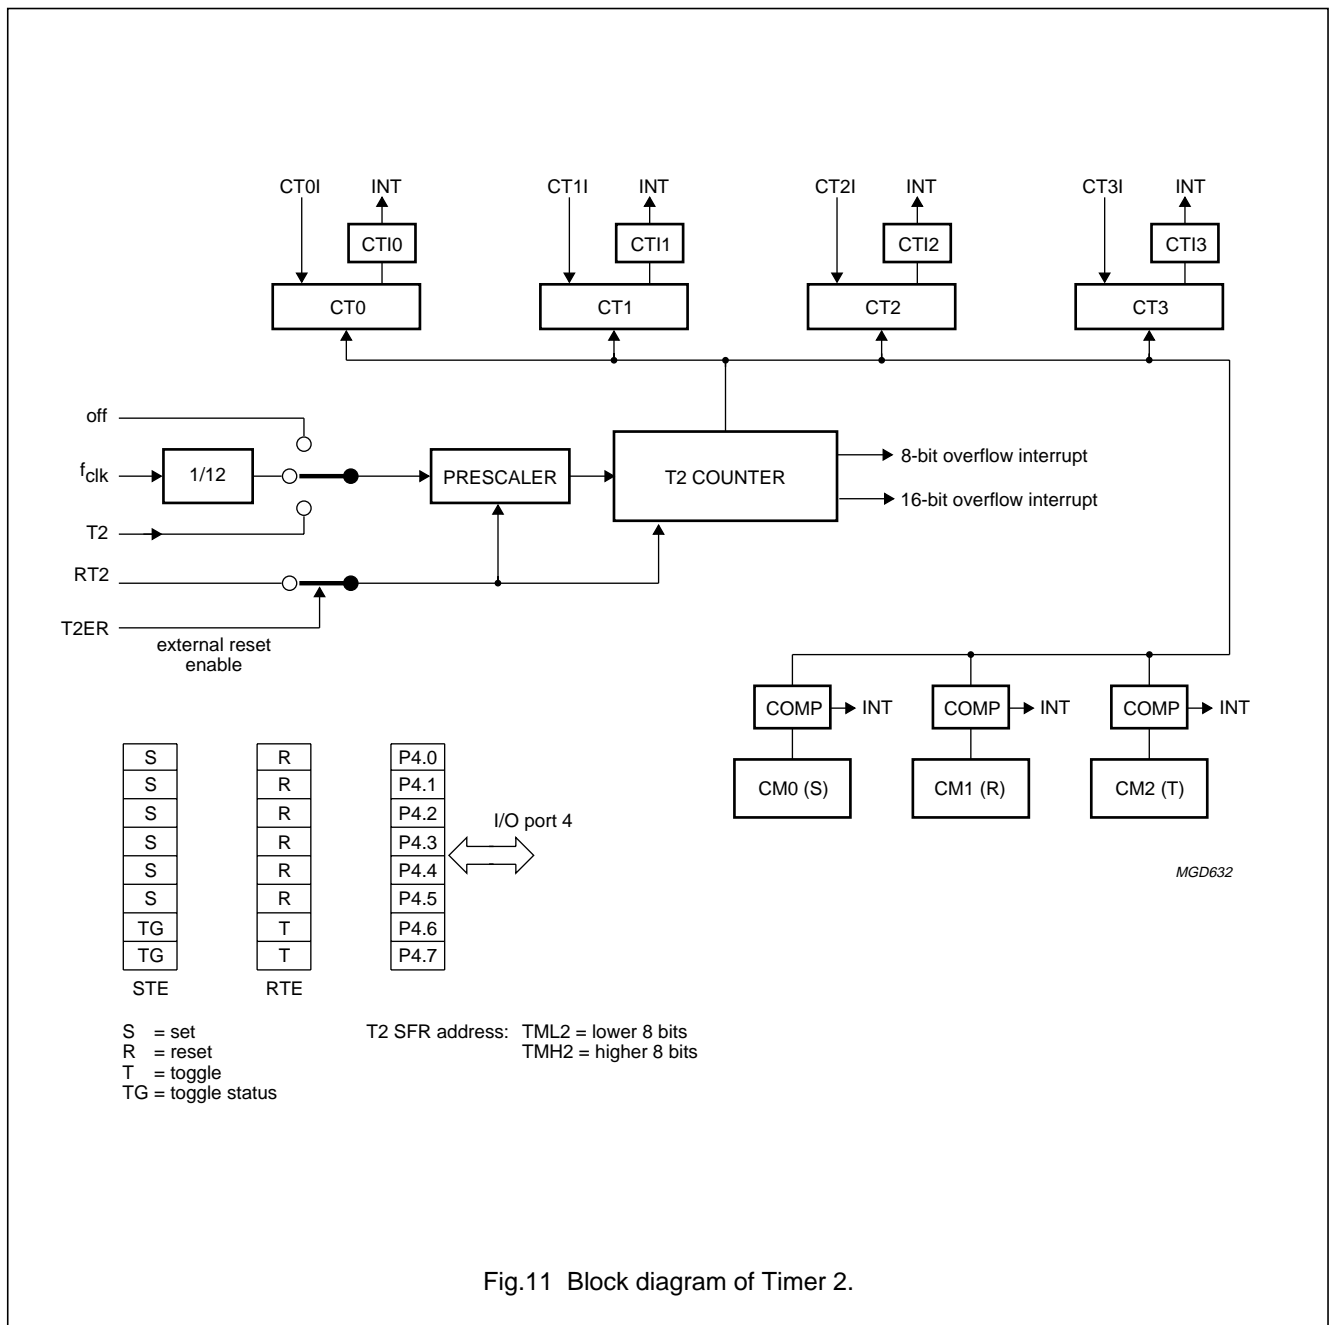 CT0I INT CT1I INT CT2I INT CT3I INT
CTI0 CTI1 CTI2 CTI3
CT0 CT1 CT2 CT3
off
fclk 1/12 PRESCALER T2 COUNTER 8-bit overflow interrupt
16-bit overflow interrupt
T2
RT2
T2ER
external reset
enable
COMP INT COMP INT COMP INT
CM0 (S) CM1 (R) CM2 (T)
S R P4.0
S R P4.1
S R P4.2
I/O port 4
S R P4.3
S R P4.4
S R P4.5
TG T P4.6
TG T P4.7
STE RTE
MGD632
S = set
R = reset
T = toggle
TG = toggle status
T2 SFR address: TML2 = lower 8 bits
TMH2 = higher 8 bits
Fig.11 Block diagram of Timer 2.